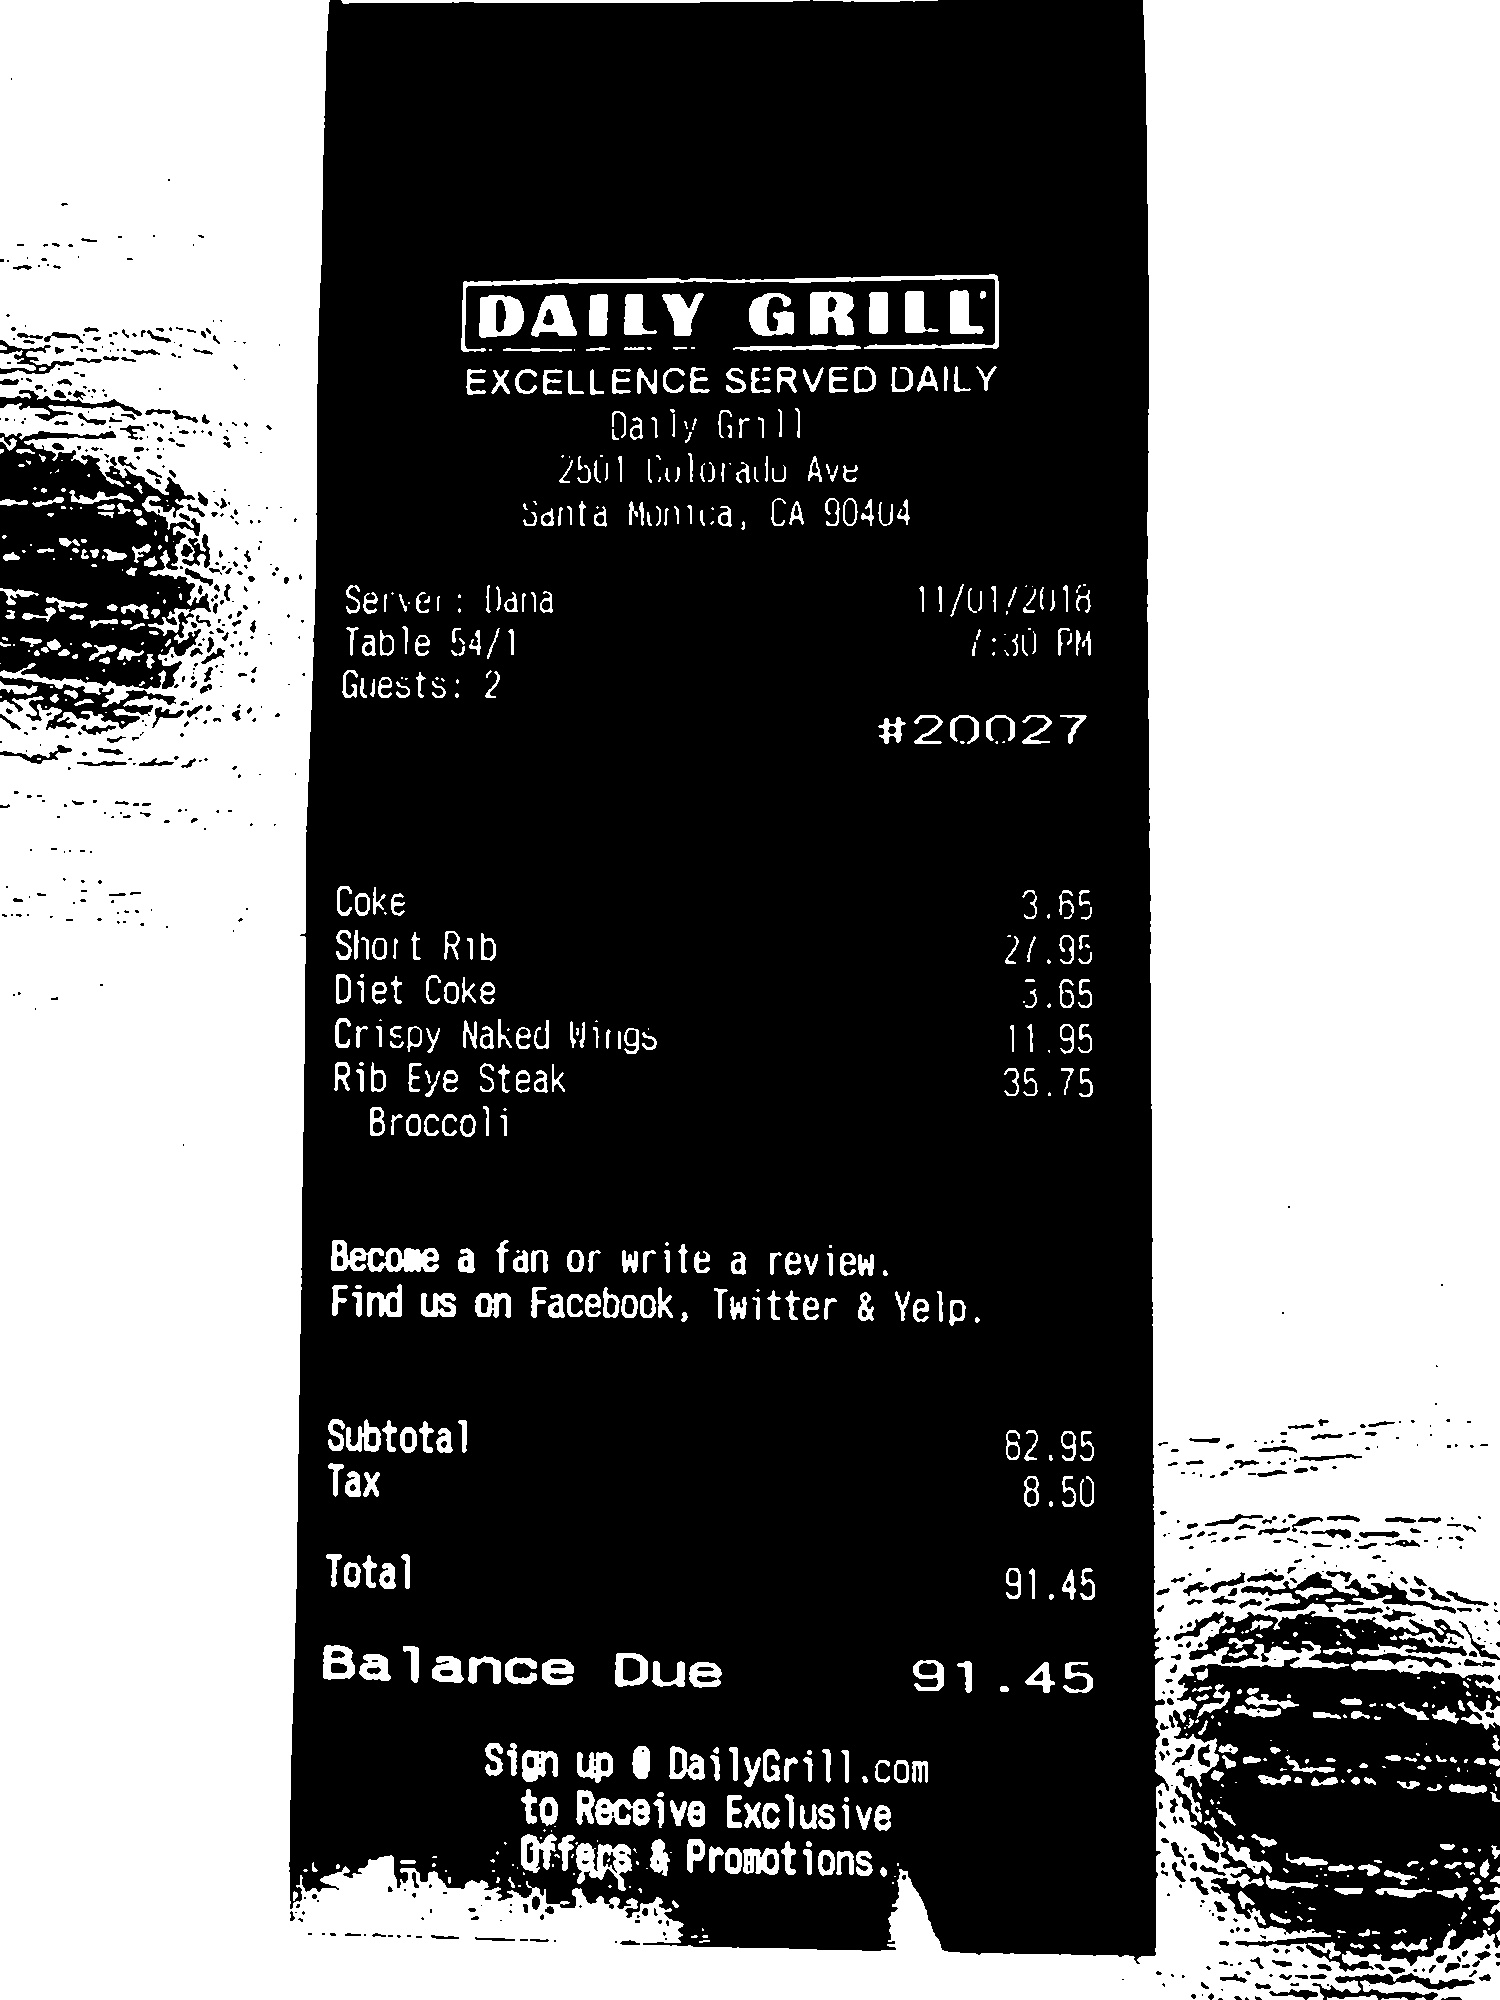 DAILY GRILL
EXCELLENCE SERVED DAILY
Daily Grill
2501 Colorado Ave
Santa Monica, CA 90404
Server: Dana 11/01/2018
Table 54/1 7:30 PM
Guests: 2
#20027
Coke 3.65
Short Rib 27.95
Diet Coke 3.65
Crispy Naked Wings 11.95
Rib Eye Steak 35.75
Broccoli
Become a fan or write a review.
Find us on Facebook, Twitter & Yelp.
Subtotal 82.95
Tax 8.50
Total 91.45
Balance Due 91.45
Sign up @ DailyGrill.com
to Receive Exclusive
Offers & Promotions.